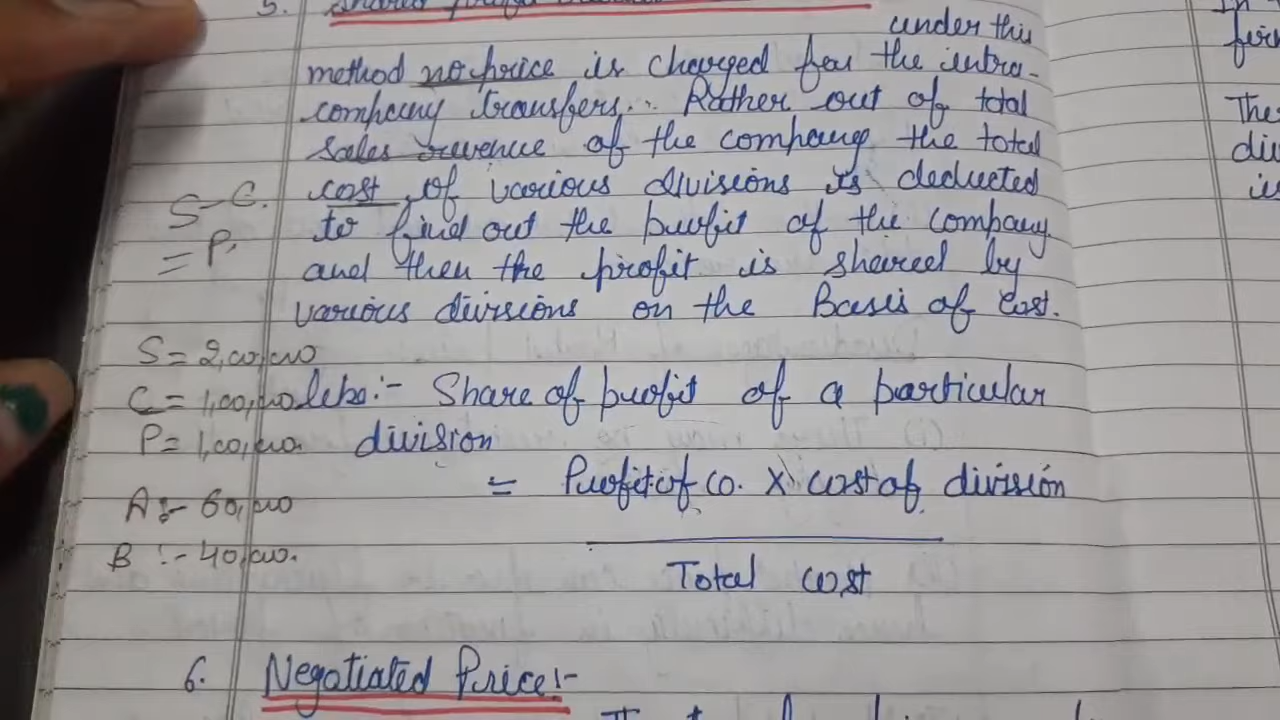 5. Shared
under this
method no price is charged for the intra-
company transfers. Rather out of total
Sales revenue of the company the total
cost of various divisions is deducted
to find out the profit of the company
and then the profit is shared by
various divisions on the Basis of Cost.
S - C.
= P.
S = 2,00,000
C = 1,00,000
P = 1,00,000.
A :- 60,000
B :- 40,000.
:- Share of profit of a particular
division
= Profit of co. X cost of division
Total cost
6. Negotiated Price:-
The